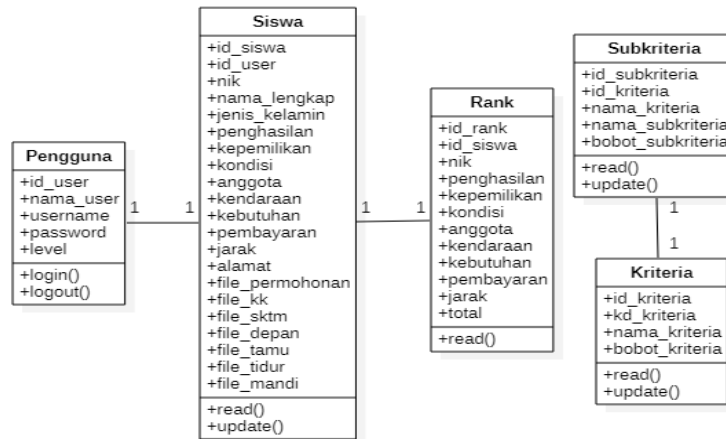 Pengguna
+id_user
+nama_user
+username
+password
+level
+login()
+logout()
1
1
Siswa
+id_siswa
+id_user
+nik
+nama_lengkap
+jenis_kelamin
+penghasilan
+kepemilikan
+kondisi
+anggota
+kendaraan
+kebutuhan
+pembayaran
+jarak
+alamat
+file_permohonan
+file_kk
+file_sktm
+file_depan
+file_tamu
+file_tidur
+file_mandi
+read()
+update()
1
1
Rank
+id_rank
+id_siswa
+nik
+penghasilan
+kepemilikan
+kondisi
+anggota
+kendaraan
+kebutuhan
+pembayaran
+jarak
+total
+read()
Subkriteria
+id_subkriteria
+id_kriteria
+nama_kriteria
+nama_subkriteria
+bobot_subkriteria
+read()
+update()
1
1
Kriteria
+id_kriteria
+kd_kriteria
+nama_kriteria
+bobot_kriteria
+read()
+update()